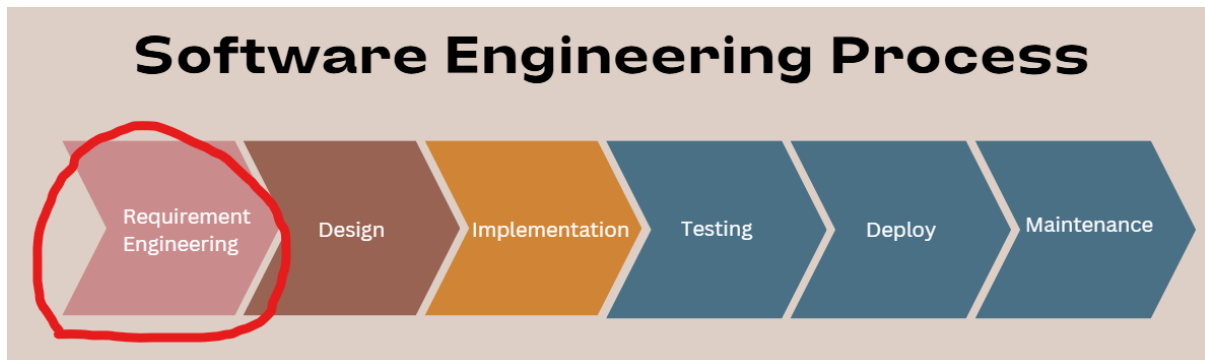 Software Engineering Process
Requirement
Engineering
Design
Implementation
Testing
Deploy
Maintenance